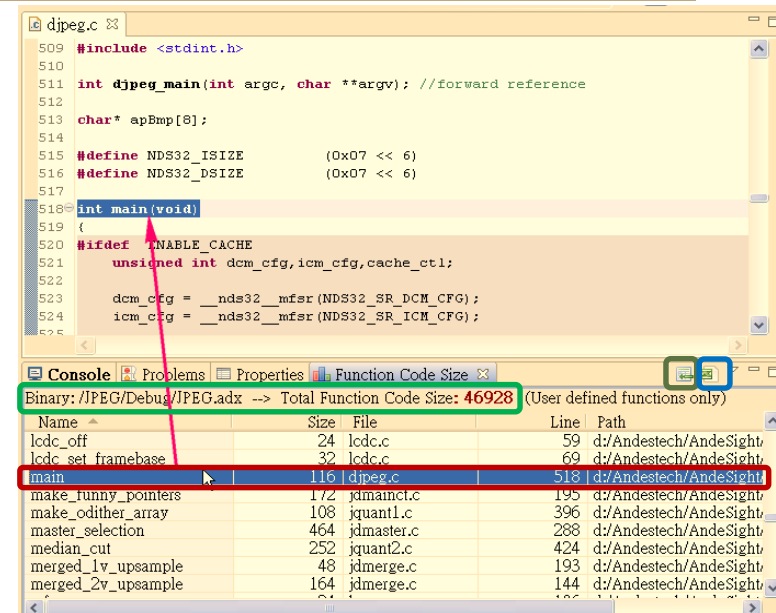 djpeg.c
509 #include <stdint.h>
510
511 int djpeg_main(int argc, char **argv); //forward reference
512
513 char* apBmp[8];
514
515 #define NDS32_ISIZE (0x07 << 6)
516 #define NDS32_DSIZE (0x07 << 6)
517
518 int main(void)
519 {
520 #ifdef ENABLE_CACHE
521 unsigned int dcm_cfg,icm_cfg,cache_ctl;
522
523 dcm_cfg = __nds32__mfsr(NDS32_SR_DCM_CFG);
524 icm_cfg = __nds32__mfsr(NDS32_SR_ICM_CFG);
525
Console Problems Properties Function Code Size
Binary: /JPEG/Debug/JPEG.adx --> Total Function Code Size: 46928 (User defined functions only)
Name Size File Line Path
lcdc_off 24 lcdc.c 59 d:/Andestech/AndeSight/
lcdc_set_framebase 32 lcdc.c 69 d:/Andestech/AndeSight/
main 116 djpeg.c 518 d:/Andestech/AndeSight/
make_funny_pointers 172 jdmainct.c 195 d:/Andestech/AndeSight/
make_odither_array 108 jquant1.c 396 d:/Andestech/AndeSight/
master_selection 464 jdmaster.c 288 d:/Andestech/AndeSight/
median_cut 252 jquant2.c 424 d:/Andestech/AndeSight/
merged_1v_upsample 48 jdmerge.c 193 d:/Andestech/AndeSight/
merged_2v_upsample 164 jdmerge.c 144 d:/Andestech/AndeSight/